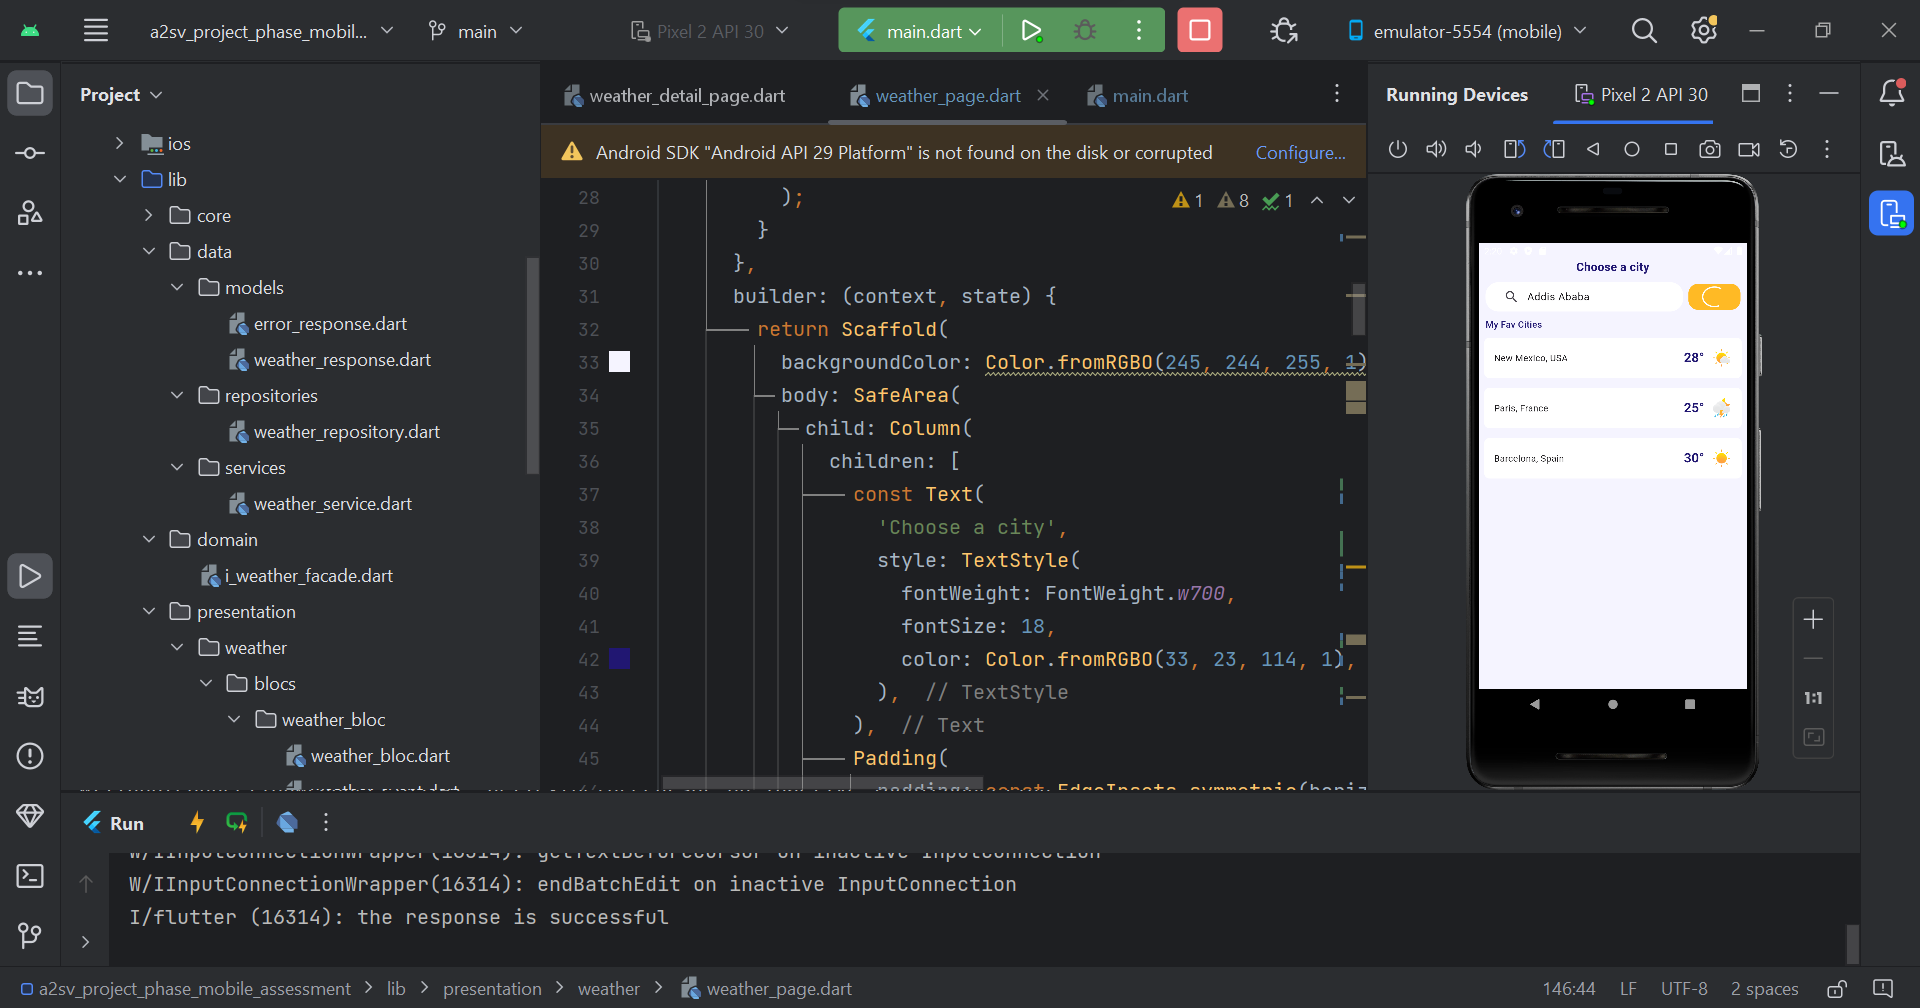 a2sv_project_phase_mobil...
main
Pixel 2 API 30
main.dart
emulator-5554 (mobile)
Project
weather_detail_page.dart
weather_page.dart
main.dart
Running Devices
Pixel 2 API 30
Android SDK "Android API 29 Platform" is not found on the disk or corrupted
Configure...
ios
lib
core
data
models
error_response.dart
weather_response.dart
repositories
weather_repository.dart
services
weather_service.dart
domain
i_weather_facade.dart
presentation
weather
blocs
weather_bloc
weather_bloc.dart
1 8 1
28 );
29 }
30 },
31 builder: (context, state) {
32 return Scaffold(
33 backgroundColor: Color.fromRGBO(245, 244, 255, 1)
34 body: SafeArea(
35 child: Column(
36 children: [
37 const Text(
38 'Choose a city',
39 style: TextStyle(
40 fontWeight: FontWeight.w700,
41 fontSize: 18,
42 color: Color.fromRGBO(33, 23, 114, 1),
43 ), // TextStyle
44 ), // Text
45 Padding(
Choose a city
Addis Ababa
My Fav Cities
New Mexico, USA 28°
Paris, France 25°
Barcelona, Spain 30°
1:1
Run
W/IInputConnectionWrapper(16314): getTextBeforeCursor on inactive InputConnection
W/IInputConnectionWrapper(16314): endBatchEdit on inactive InputConnection
I/flutter (16314): the response is successful
a2sv_project_phase_mobile_assessment > lib > presentation > weather > weather_page.dart
146:44 LF UTF-8 2 spaces